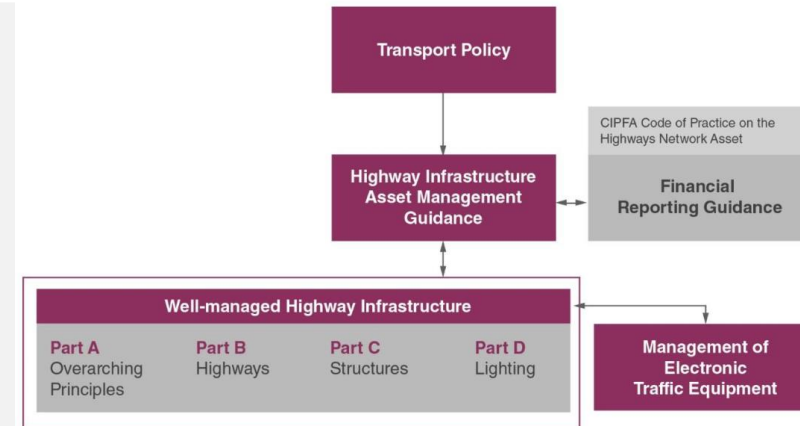 Transport Policy
CIPFA Code of Practice on the
Highways Network Asset
Highway Infrastructure
Asset Management
Guidance
Financial
Reporting Guidance
Well-managed Highway Infrastructure
Part A
Overarching
Principles
Part B
Highways
Part C
Structures
Part D
Lighting
Management of
Electronic
Traffic Equipment